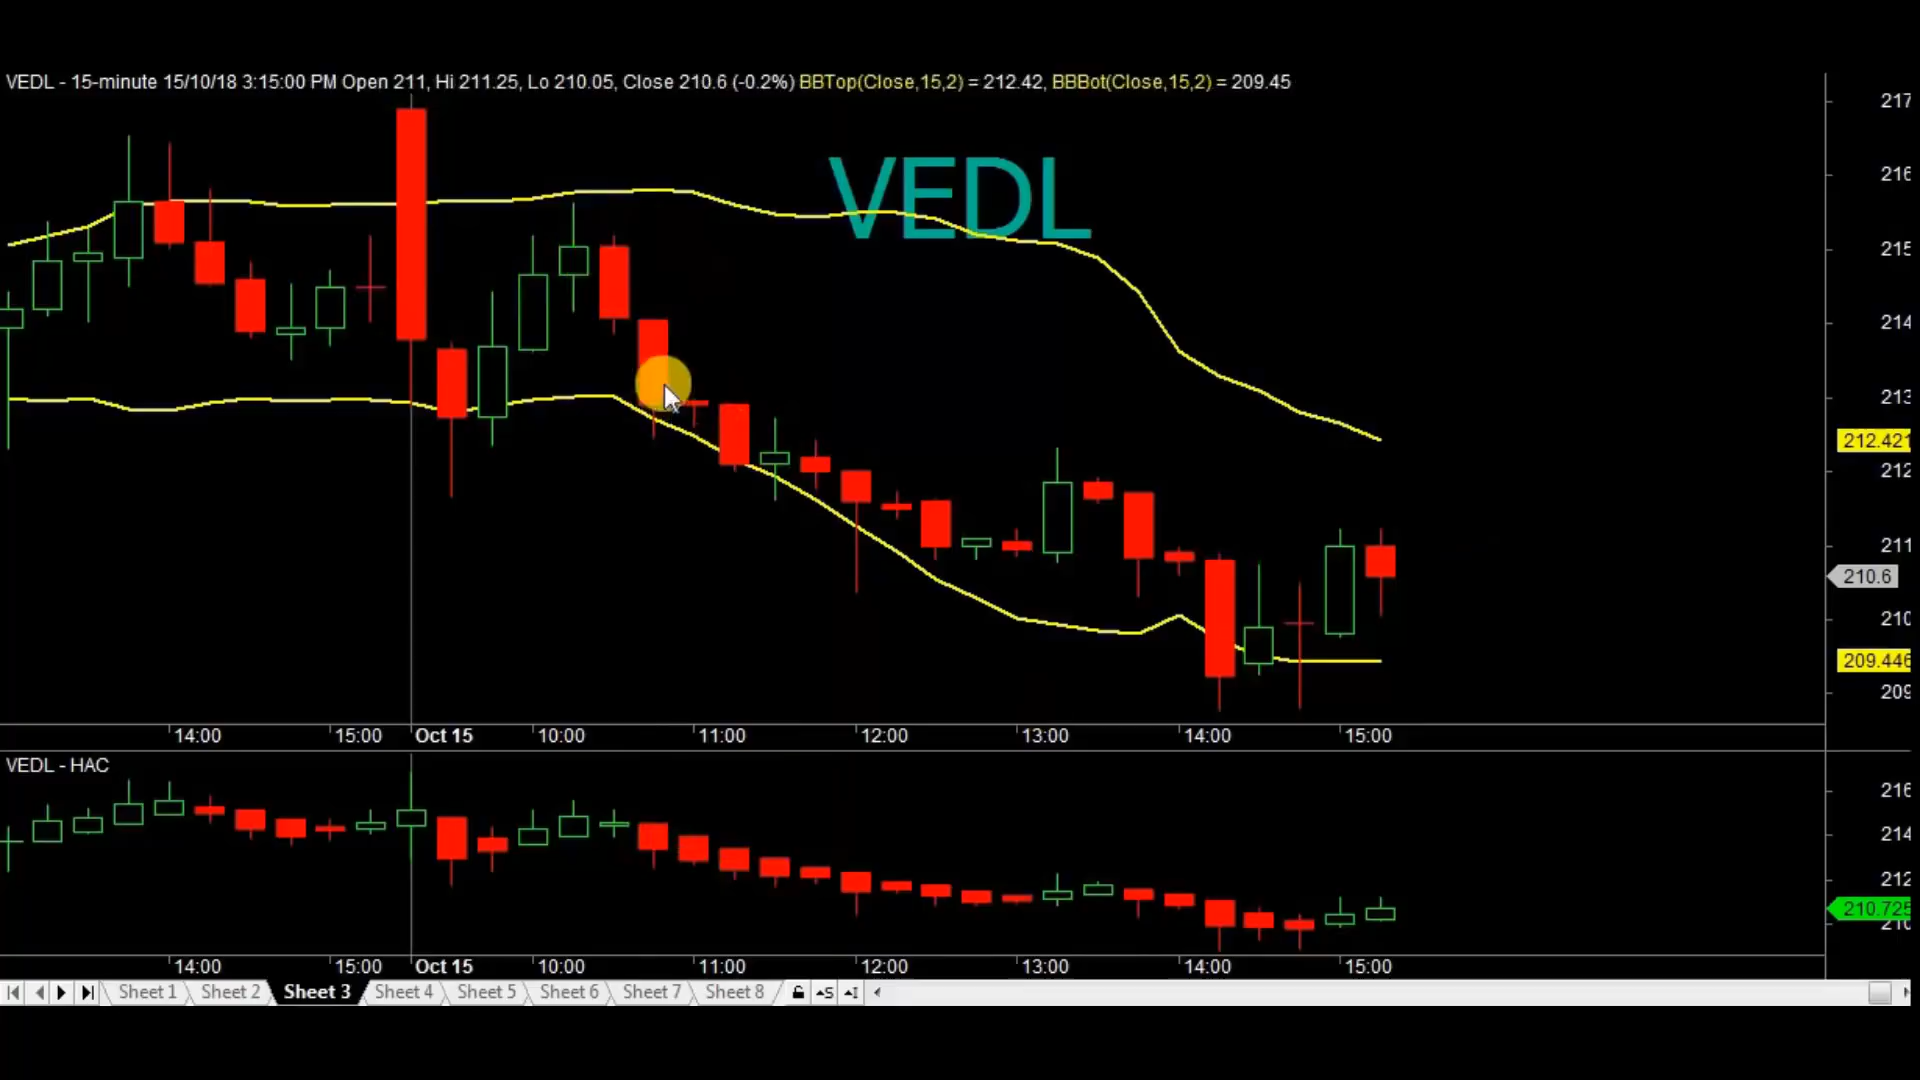 VEDL - 15-minute 15/10/18 3:15:00 PM Open 211, Hi 211.25, Lo 210.05, Close 210.6 (-0.2%) BBTop(Close,15,2) = 212.42, BBBot(Close,15,2) = 209.45
VEDL
217
216
215
214
213
212.421
212
211
210.6
210
209.446
209
14:00 15:00 Oct 15 10:00 11:00 12:00 13:00 14:00 15:00
VEDL - HAC
216
214
212
210.725
210
14:00 15:00 Oct 15 10:00 11:00 12:00 13:00 14:00 15:00
Sheet 1 Sheet 2 Sheet 3 Sheet 4 Sheet 5 Sheet 6 Sheet 7 Sheet 8 S I